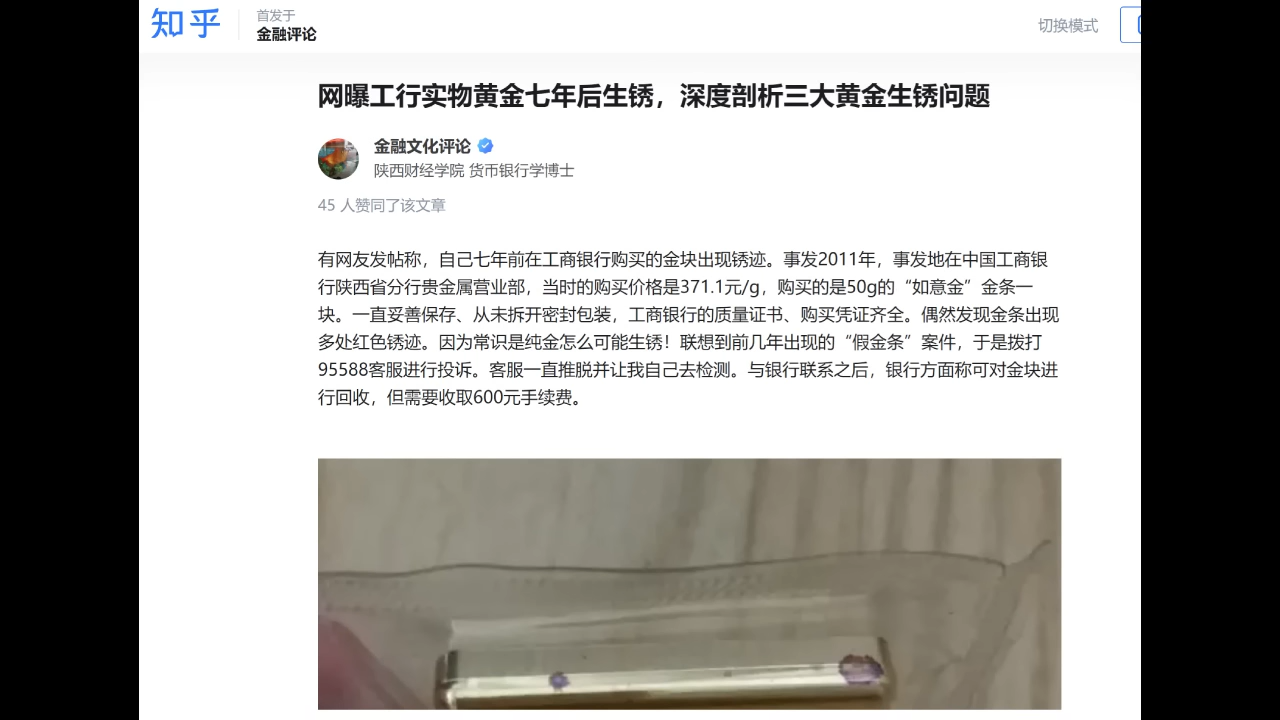 知乎
首发于
金融评论
切换模式
网曝工行实物黄金七年后生锈，深度剖析三大黄金生锈问题
金融文化评论
陕西财经学院 货币银行学博士
45 人赞同了该文章
有网友发帖称，自己七年前在工商银行购买的金块出现锈迹。事发2011年，事发地在中国工商银
行陕西省分行贵金属营业部，当时的购买价格是371.1元/g，购买的是50g的“如意金”金条一
块。一直妥善保存、从未拆开密封包装，工商银行的质量证书、购买凭证齐全。偶然发现金条出现
多处红色锈迹。因为常识是纯金怎么可能生锈！联想到前几年出现的“假金条”案件，于是拨打
95588客服进行投诉。客服一直推脱并让我自己去检测。与银行联系之后，银行方面称可对金块进
行回收，但需要收取600元手续费。